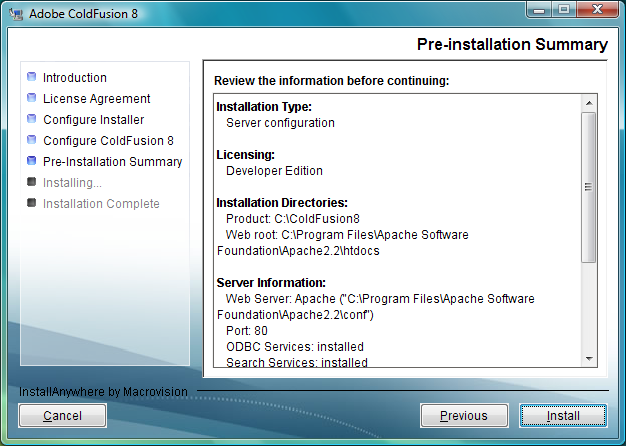 Adobe ColdFusion 8
Pre-installation Summary
Introduction
License Agreement
Configure Installer
Configure ColdFusion 8
Pre-Installation Summary
Installing...
Installation Complete
Review the information before continuing:
Installation Type:
Server configuration
Licensing:
Developer Edition
Installation Directories:
Product: C:\ColdFusion8
Web root: C:\Program Files\Apache Software
Foundation\Apache2.2\htdocs
Server Information:
Web Server: Apache ("C:\Program Files\Apache Software
Foundation\Apache2.2\conf")
Port: 80
ODBC Services: installed
Search Services: installed
InstallAnywhere by Macrovision
Cancel
Previous
Install